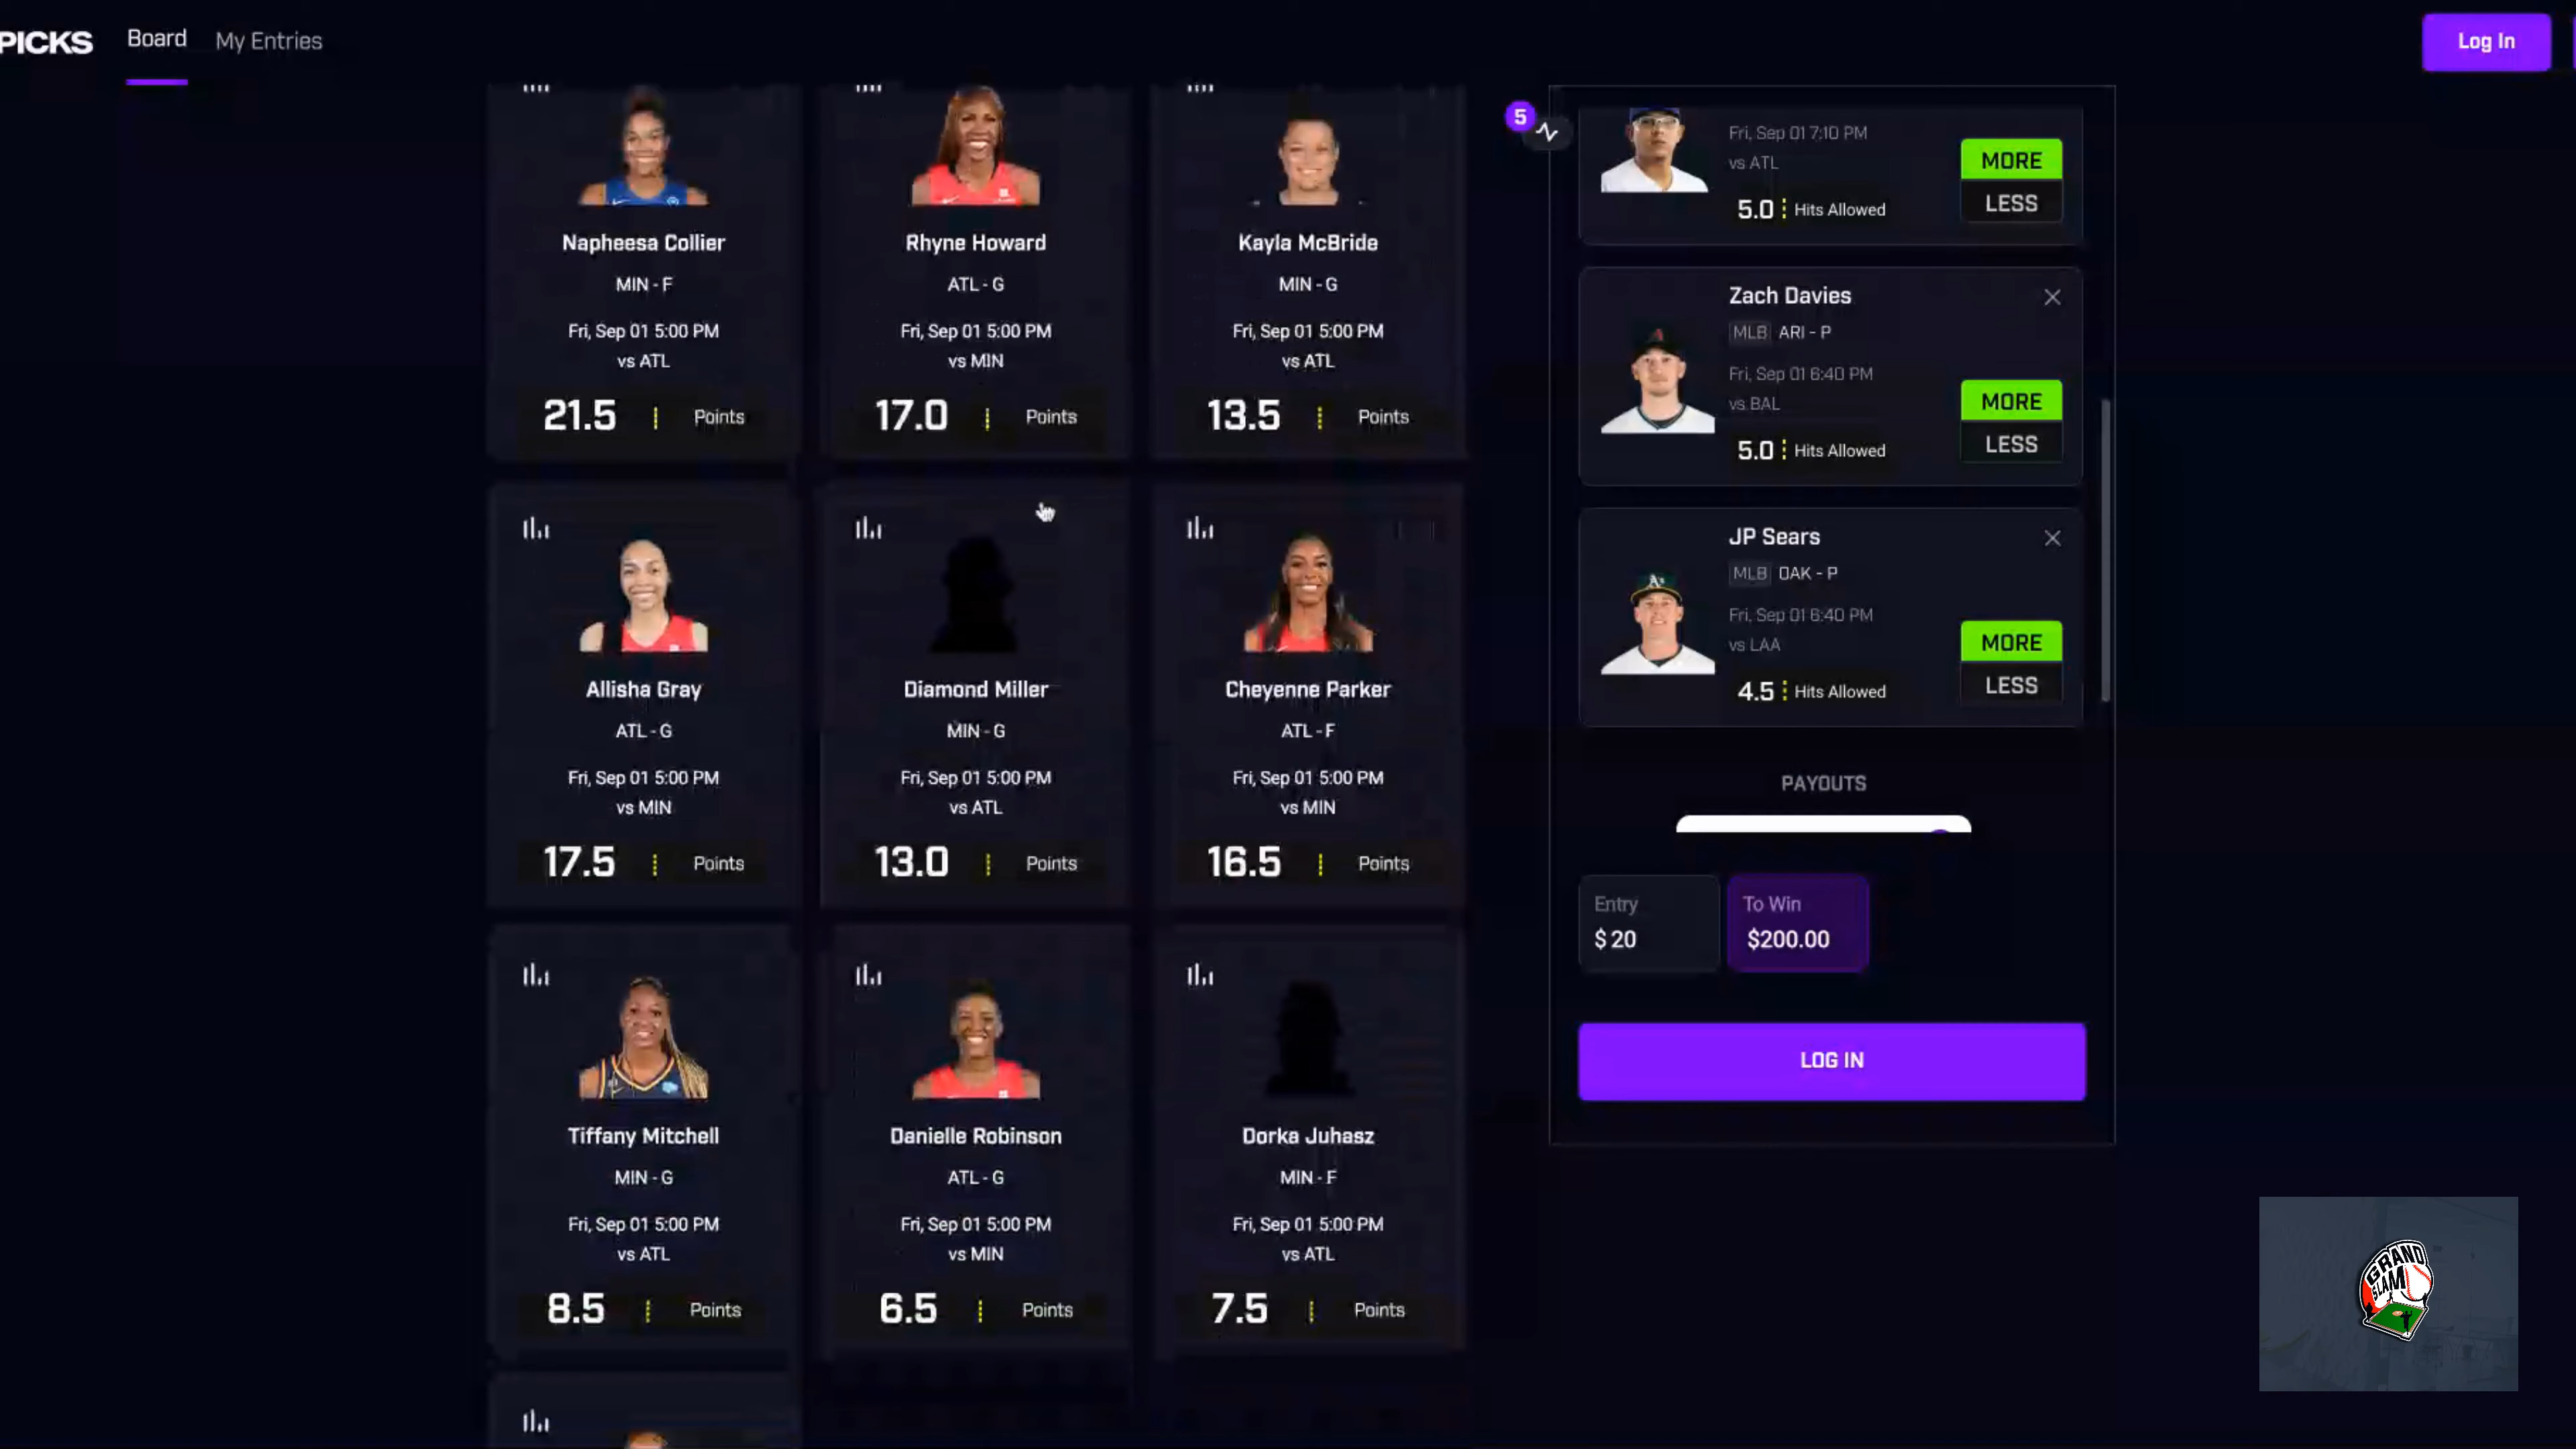 PICKS
Board
My Entries
Log In
Napheesa Collier
MIN - F
Fri, Sep 01 5:00 PM
vs ATL
21.5
Points
Rhyne Howard
ATL - G
Fri, Sep 01 5:00 PM
vs MIN
17.0
Points
Kayla McBride
MIN - G
Fri, Sep 01 5:00 PM
vs ATL
13.5
Points
Allisha Gray
ATL - G
Fri, Sep 01 5:00 PM
vs MIN
17.5
Points
Diamond Miller
MIN - G
Fri, Sep 01 5:00 PM
vs ATL
13.0
Points
Cheyenne Parker
ATL - F
Fri, Sep 01 5:00 PM
vs MIN
16.5
Points
Tiffany Mitchell
MIN - G
Fri, Sep 01 5:00 PM
vs ATL
8.5
Points
Danielle Robinson
ATL - G
Fri, Sep 01 5:00 PM
vs MIN
6.5
Points
Dorka Juhasz
MIN - F
Fri, Sep 01 5:00 PM
vs ATL
7.5
Points
5
Fri, Sep 01 7:10 PM
vs ATL
5.0
Hits Allowed
MORE
LESS
Zach Davies
MLB ARI - P
Fri, Sep 01 6:40 PM
vs BAL
5.0
Hits Allowed
MORE
LESS
JP Sears
MLB OAK - P
Fri, Sep 01 6:40 PM
vs LAA
4.5
Hits Allowed
MORE
LESS
PAYOUTS
Entry
$ 20
To Win
$200.00
LOG IN
GRAND
SLAM